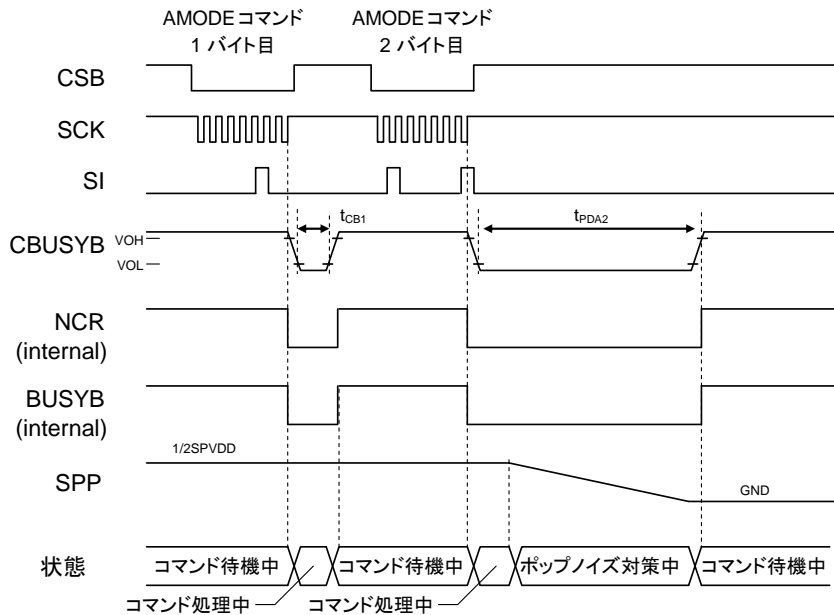 AMODEコマンド
1 バイト目
AMODEコマンド
2 バイト目
CSB
SCK
SI
tCB1
tPDA2
CBUSYB
VOH
VOL
NCR
(internal)
BUSYB
(internal)
1/2SPVDD
SPP
GND
状態
コマンド待機中
コマンド待機中
ポップノイズ対策中
コマンド待機中
コマンド処理中
コマンド処理中